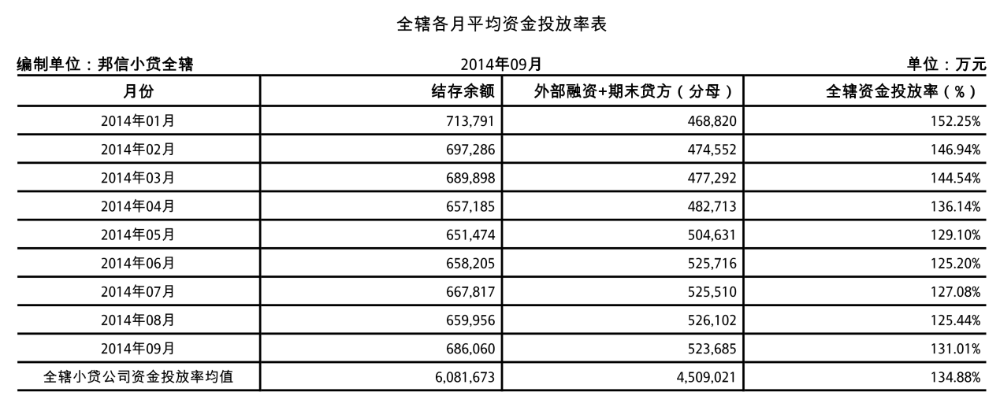 全辖各月平均资金投放率表
编制单位：邦信小贷全辖 2014年09月 单位：万元
月份 结存余额 外部融资+期末贷方（分母） 全辖资金投放率（%）
2014年01月 713,791 468,820 152.25%
2014年02月 697,286 474,552 146.94%
2014年03月 689,898 477,292 144.54%
2014年04月 657,185 482,713 136.14%
2014年05月 651,474 504,631 129.10%
2014年06月 658,205 525,716 125.20%
2014年07月 667,817 525,510 127.08%
2014年08月 659,956 526,102 125.44%
2014年09月 686,060 523,685 131.01%
全辖小贷公司资金投放率均值 6,081,673 4,509,021 134.88%